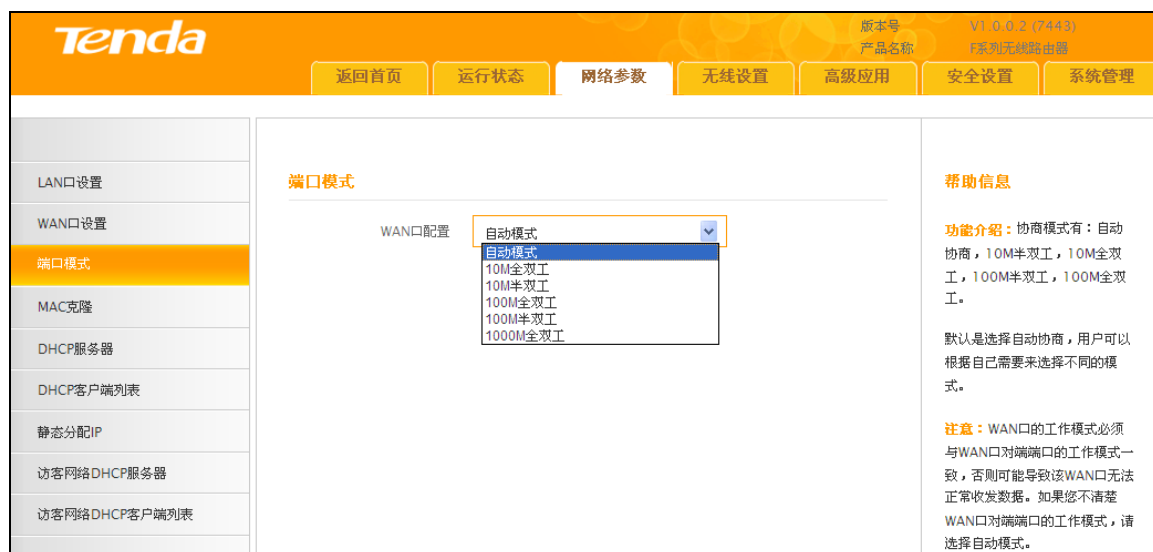 Tenda
版本号 V1.0.0.2 (7443)
产品名称 F系列无线路由器
返回首页 运行状态 网络参数 无线设置 高级应用 安全设置 系统管理
LAN口设置
WAN口设置
端口模式
MAC克隆
DHCP服务器
DHCP客户端列表
静态分配IP
访客网络DHCP服务器
访客网络DHCP客户端列表
端口模式
WAN口配置 自动模式
自动模式
10M全双工
10M半双工
100M全双工
100M半双工
1000M全双工
帮助信息
功能介绍：协商模式有：自动
协商，10M半双工，10M全双
工，100M半双工，100M全双
工。
默认是选择自动协商，用户可以
根据自己需要来选择不同的模
式。
注意：WAN口的工作模式必须
与WAN口对端端口的工作模式一
致，否则可能导致该WAN口无法
正常收发数据。如果您不清楚
WAN口对端端口的工作模式，请
选择自动模式。